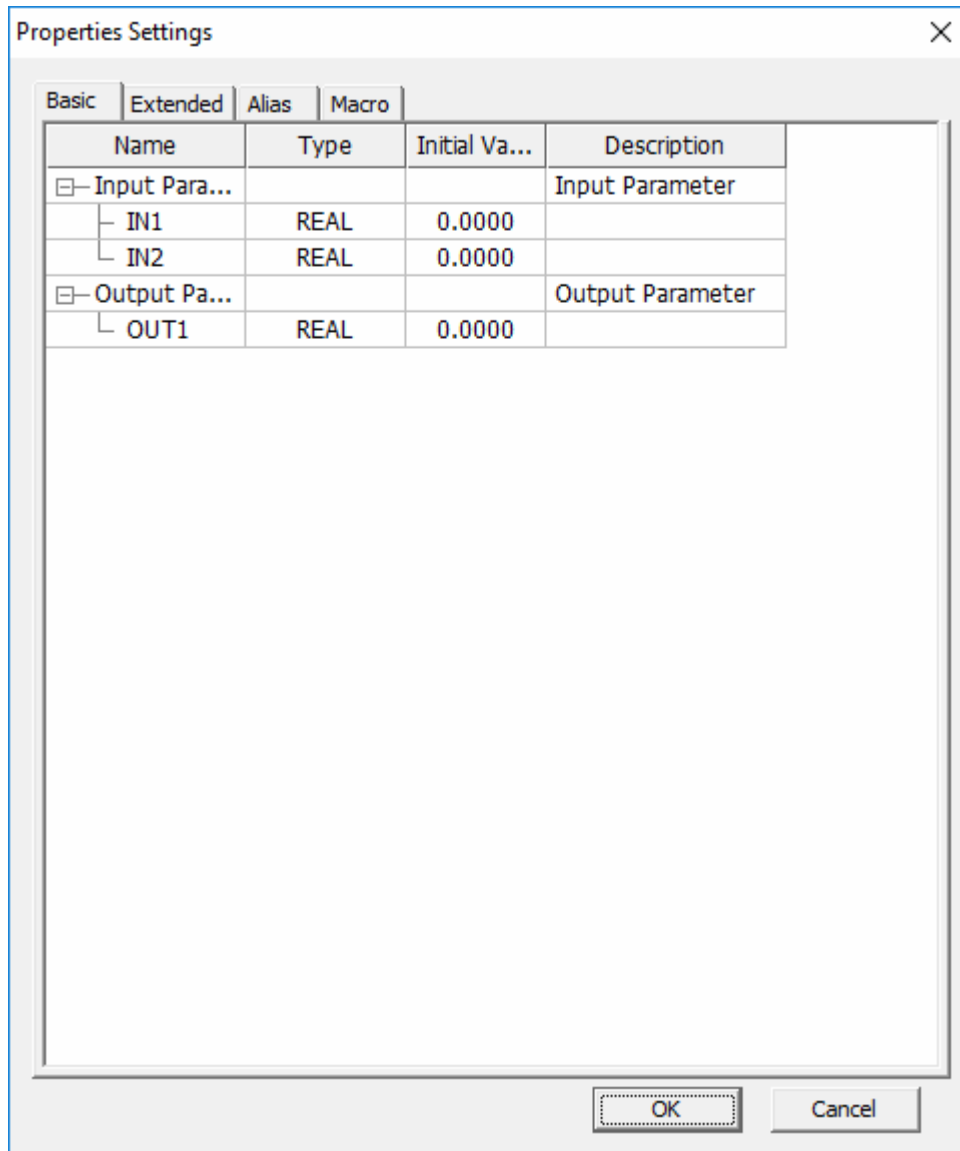 Properties Settings
Basic Extended Alias Macro
Name Type Initial Va... Description
Input Para... Input Parameter
IN1 REAL 0.0000
IN2 REAL 0.0000
Output Pa... Output Parameter
OUT1 REAL 0.0000
OK Cancel